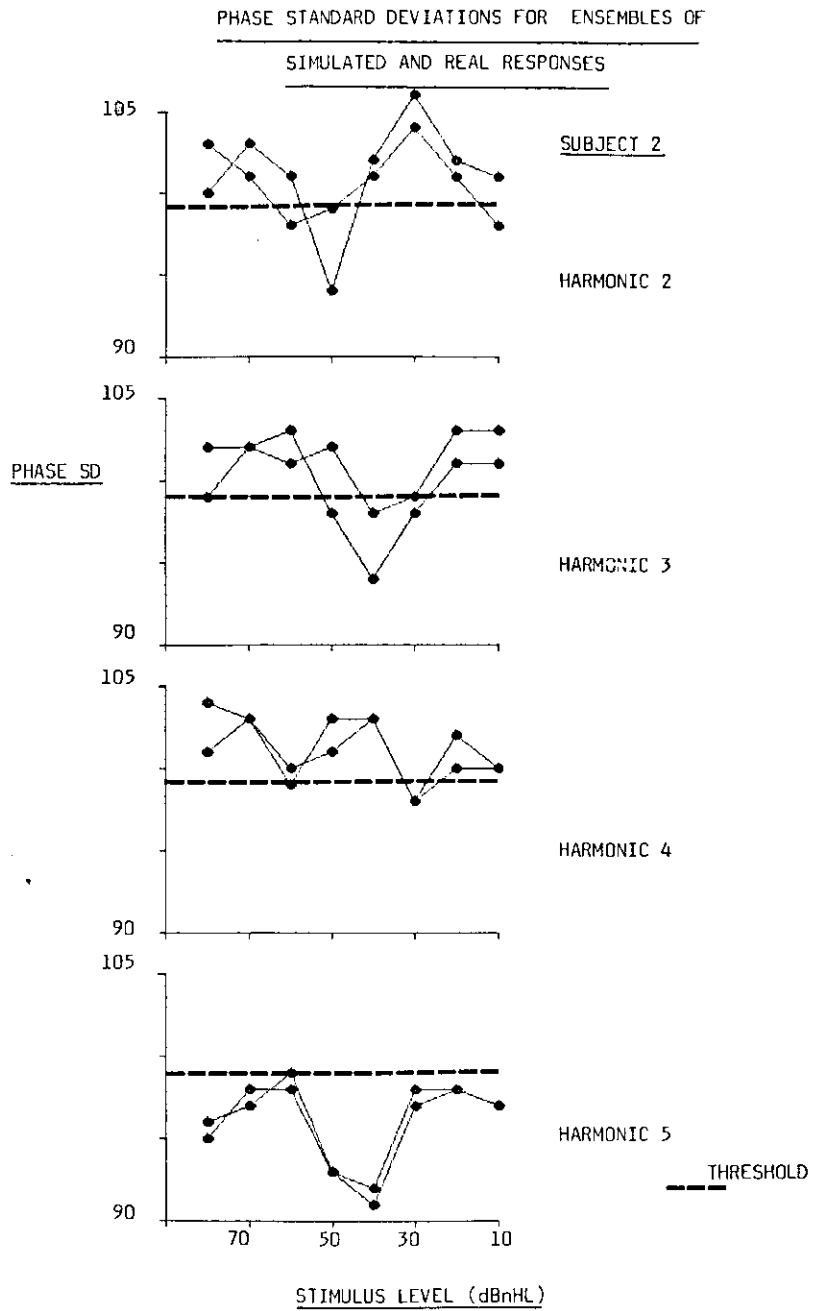 PHASE STANDARD DEVIATIONS FOR ENSEMBLES OF
SIMULATED AND REAL RESPONSES
105
SUBJECT 2
HARMONIC 2
90
105
PHASE SD
HARMONIC 3
90
105
HARMONIC 4
90
105
HARMONIC 5
THRESHOLD
90
70 50 30 10
STIMULUS LEVEL (dBnHL)